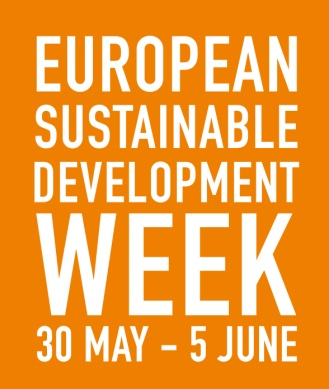 EUROPEAN
SUSTAINABLE
DEVELOPMENT
WEEK
30 MAY - 5 JUNE